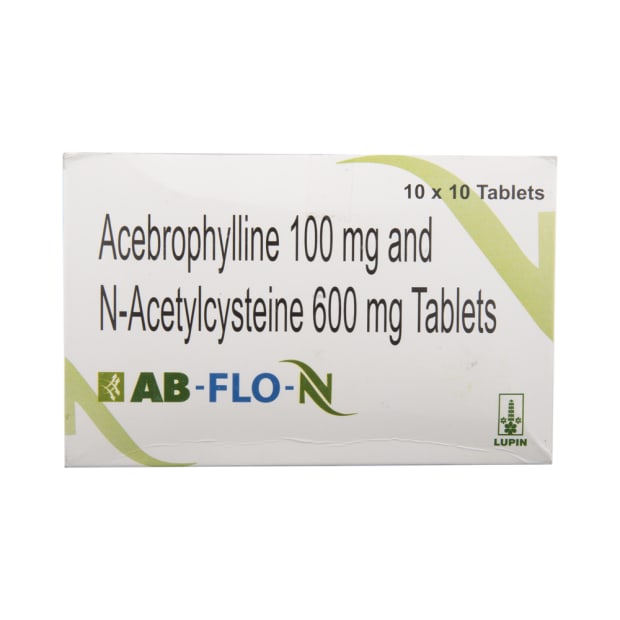 10 x 10 Tablets
Acebrophylline 100 mg and
N-Acetylcysteine 600 mg Tablets
AB-FLO-N
LUPIN